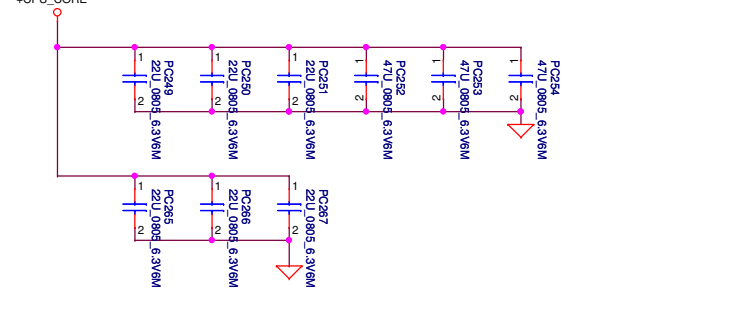 +CPU_CORE
1
2
PC249
22U_0805_6.3V6M
1
2
PC250
22U_0805_6.3V6M
1
2
PC251
22U_0805_6.3V6M
1
2
PC252
47U_0805_6.3V6M
1
2
PC253
47U_0805_6.3V6M
1
2
PC254
47U_0805_6.3V6M
1
2
PC265
22U_0805_6.3V6M
1
2
PC266
22U_0805_6.3V6M
1
2
PC267
22U_0805_6.3V6M